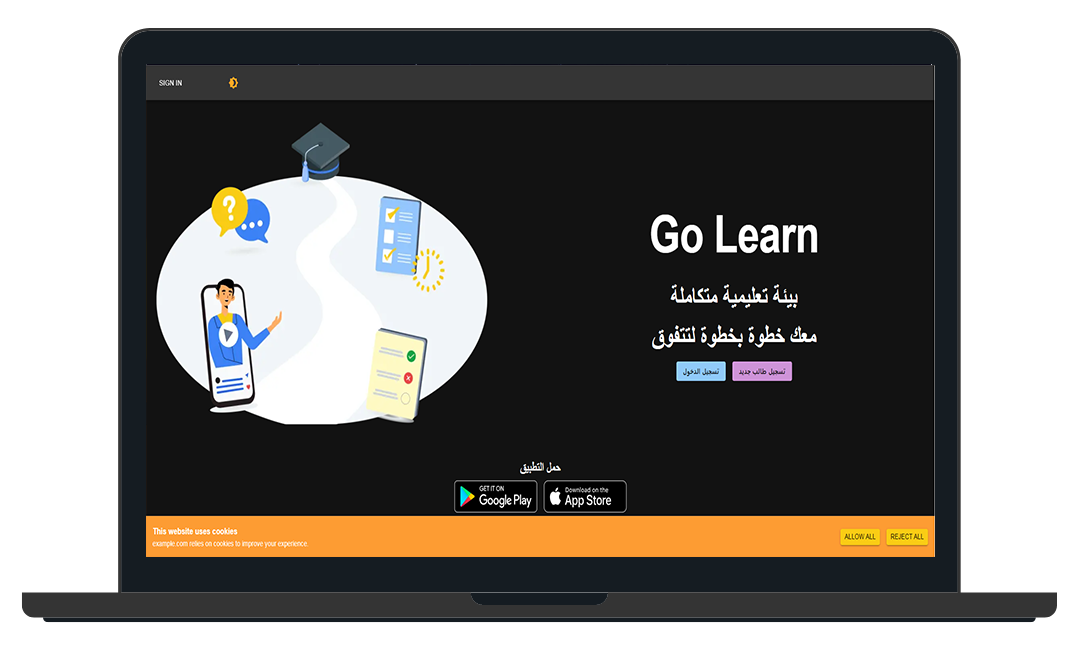 SIGN IN
Go Learn
بيئة تعليمية متكاملة
معك خطوة بخطوة لتتفوق
تسجيل طالب جديد
تسجيل الدخول
حمل التطبيق
GET IT ON
Google Play
Download on the
App Store
This website uses cookies
example.com relies on cookies to improve your experience.
ALLOW ALL
REJECT ALL